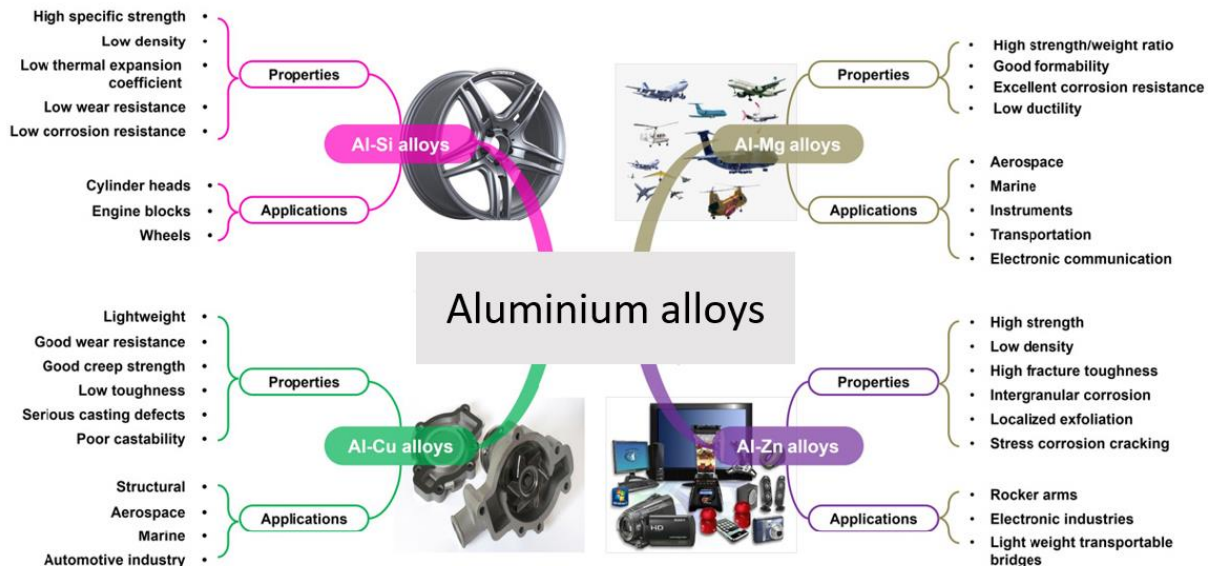 High specific strength
Low density
Low thermal expansion
coefficient
Low wear resistance
Low corrosion resistance
Properties
Al-Si alloys
Cylinder heads
Engine blocks
Wheels
Applications
High strength/weight ratio
Good formability
Excellent corrosion resistance
Low ductility
Properties
Al-Mg alloys
Aerospace
Marine
Instruments
Transportation
Electronic communication
Applications
Aluminium alloys
Lightweight
Good wear resistance
Good creep strength
Low toughness
Serious casting defects
Poor castability
Properties
Al-Cu alloys
Structural
Aerospace
Marine
Automotive industry
Applications
High strength
Low density
High fracture toughness
Intergranular corrosion
Localized exfoliation
Stress corrosion cracking
Properties
Al-Zn alloys
Rocker arms
Electronic industries
Light weight transportable
bridges
Applications
HD